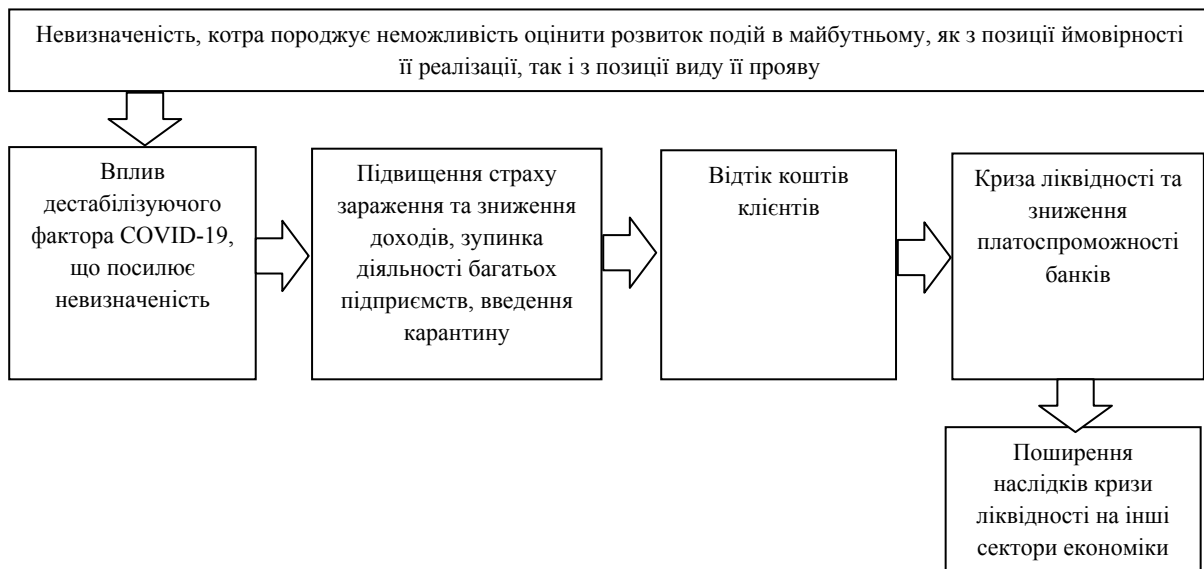 Невизначеність, котра породжує неможливість оцінити розвиток подій в майбутньому, як з позиції ймовірності
її реалізації, так і з позиції виду її прояву
Вплив
дестабілізуючого
фактора COVID-19,
що посилює
невизначеність
Підвищення страху
зараження та зниження
доходів, зупинка
діяльності багатьох
підприємств, введення
карантину
Відтік коштів
клієнтів
Криза ліквідності та
зниження
платоспроможності
банків
Поширення
наслідків кризи
ліквідності на інші
сектори економіки